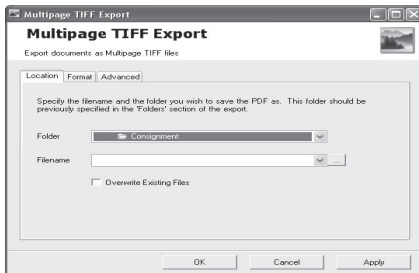 Multipage TIFF Export
Multipage TIFF Export
Export documents as Multipage TIFF files
Location Format Advanced
Specify the filename and the folder you wish to save the PDF as. This folder should be
previously specified in the 'Folders' section of the export.
Folder Consignment
Filename ...
Overwrite Existing Files
OK Cancel Apply